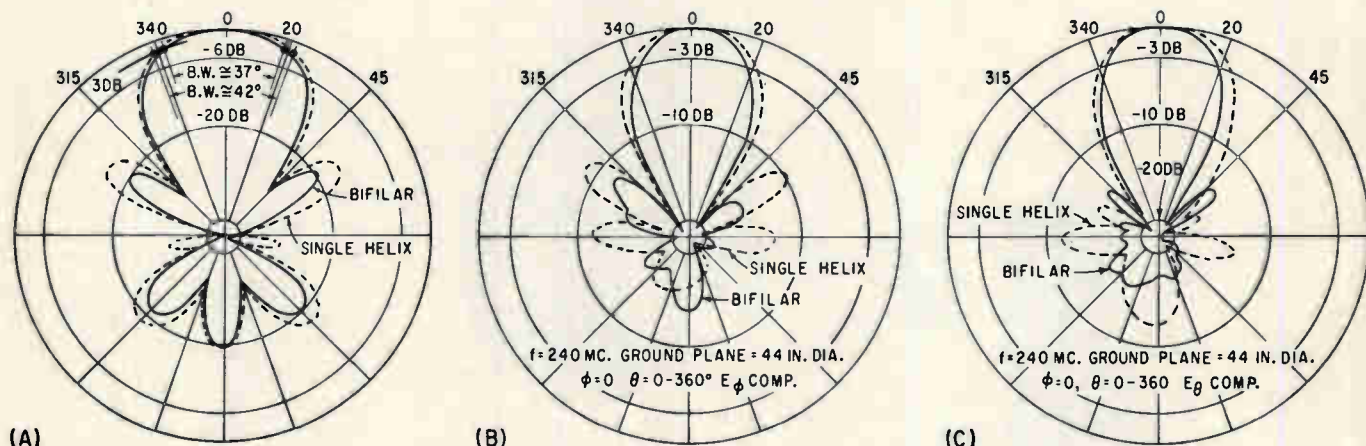 0
340
20
315
45
-6 DB
3DB
B.W.≅37°
B.W.≅42°
-20 DB
BIFILAR
SINGLE HELIX
(A)
0
340
20
315
45
-3 DB
-10 DB
SINGLE HELIX
BIFILAR
f=240 MC. GROUND PLANE=44 IN. DIA.
ϕ=0 θ=0-360° Eϕ COMP.
(B)
0
340
20
315
45
-3 DB
-10 DB
-20DB
SINGLE HELIX
BIFILAR
f=240 MC. GROUND PLANE=44 IN. DIA.
ϕ=0, θ=0-360 Eθ COMP.
(C)